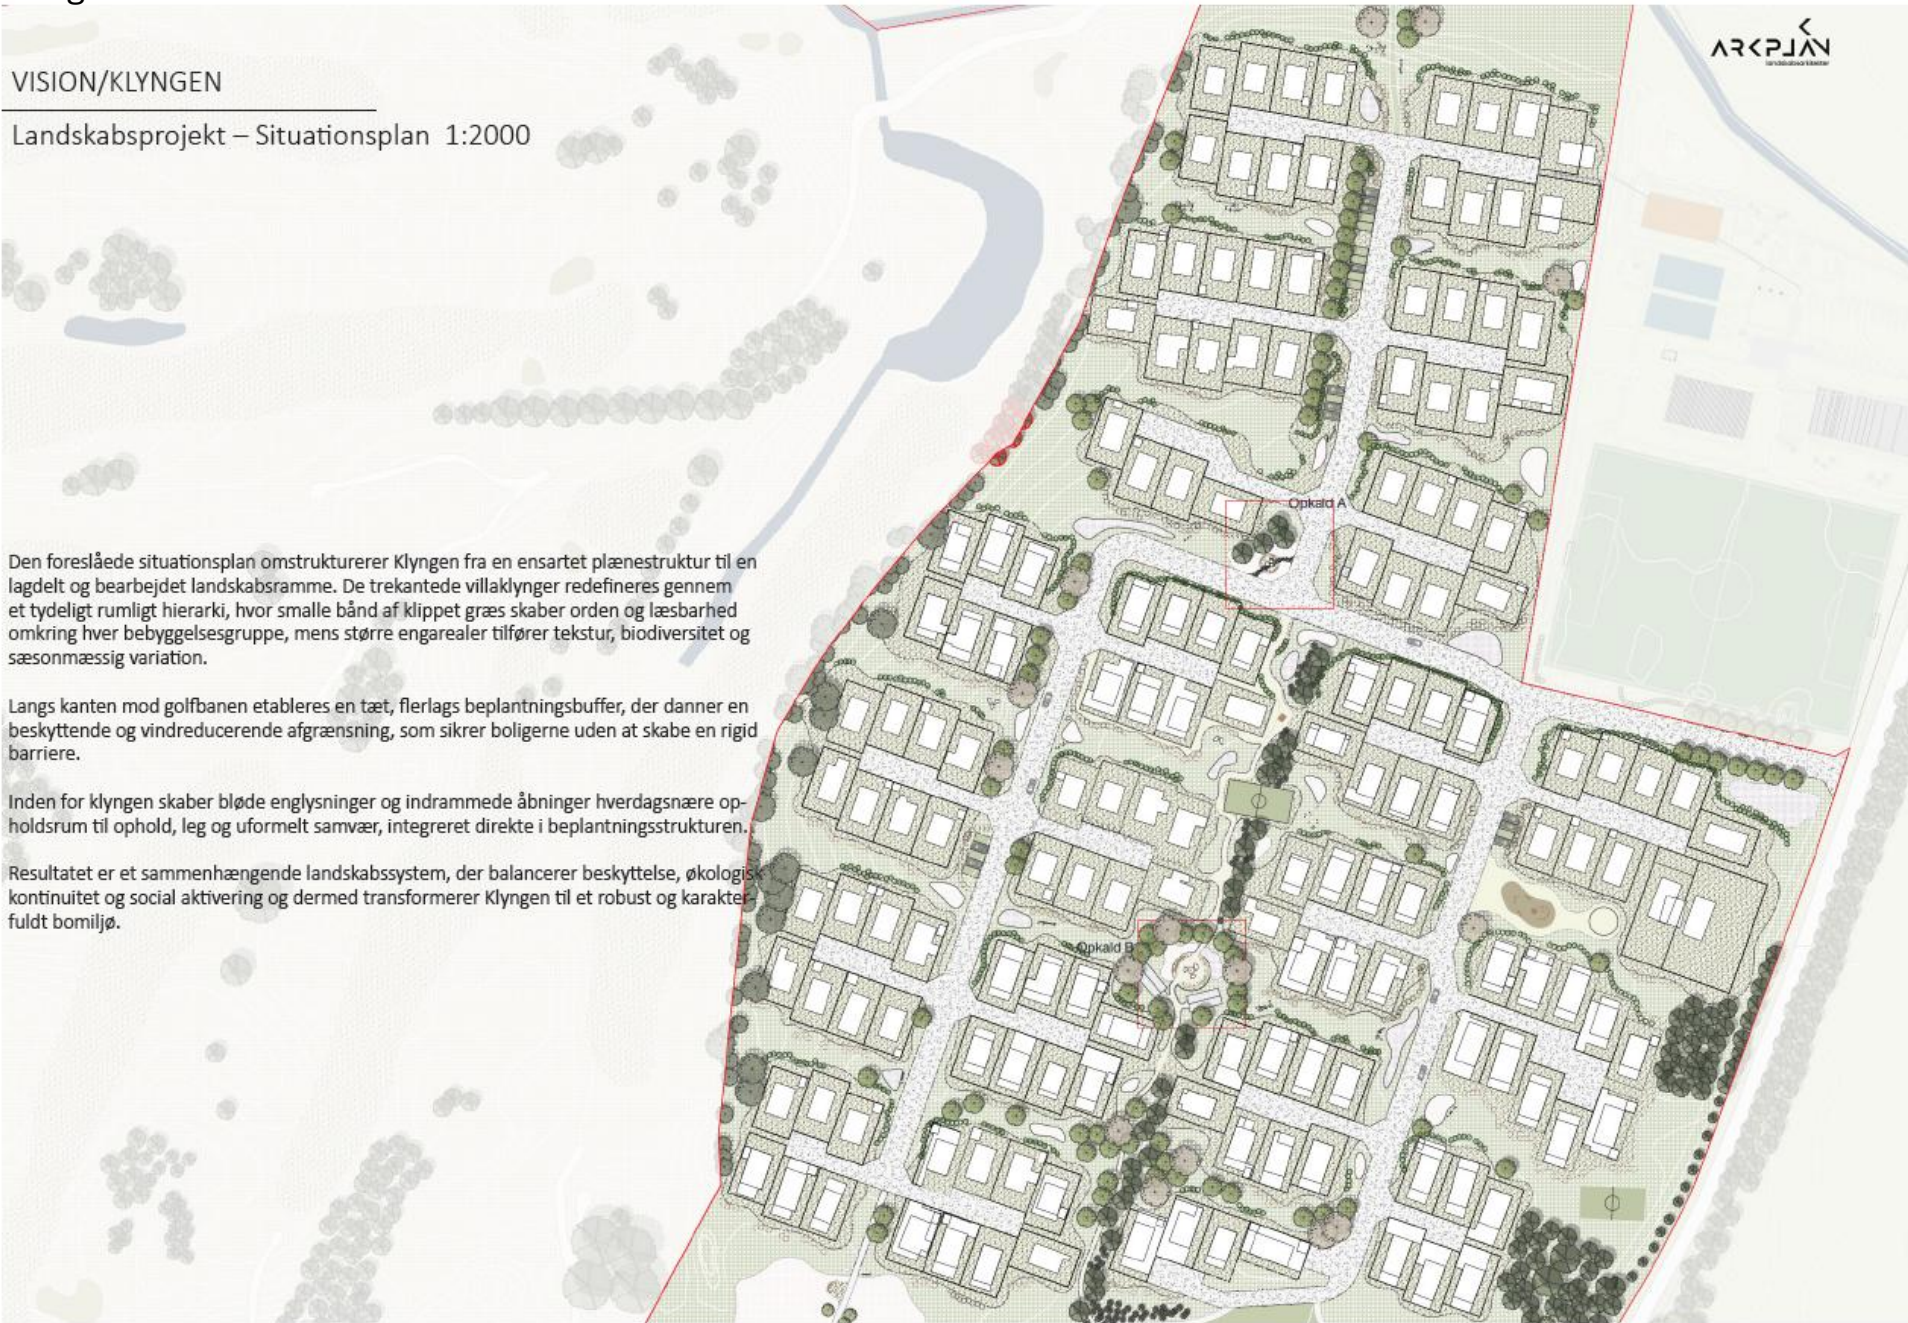 VISION/KLYNGEN
ARKPLAN
landskabsarkitekter
Landskabsprojekt – Situationsplan 1:2000
Opkald A
Den foreslåede situationsplan omstrukturerer Klyngen fra en ensartet plænestruktur til en
lagdelt og bearbejdet landskabsramme. De trekantede villaklynger redefineres gennem
et tydeligt rumligt hierarki, hvor smalle bånd af klippet græs skaber orden og læsbarhed
omkring hver bebyggelsesgruppe, mens større engarealer tilfører tekstur, biodiversitet og
sæsonmæssig variation.
Langs kanten mod golfbanen etableres en tæt, flerlags beplantningsbuffer, der danner en
beskyttende og vindreducerende afgrænsning, som sikrer boligerne uden at skabe en rigid
barriere.
Inden for klyngen skaber bløde englysninger og indrammede åbninger hverdagsnære op-
holdsrum til ophold, leg og uformelt samvær, integreret direkte i beplantningsstrukturen.
Resultatet er et sammenhængende landskabssystem, der balancerer beskyttelse, økologisk
kontinuitet og social aktivering og dermed transformerer Klyngen til et robust og karakter-
fuldt bomiljø.
Opkald B